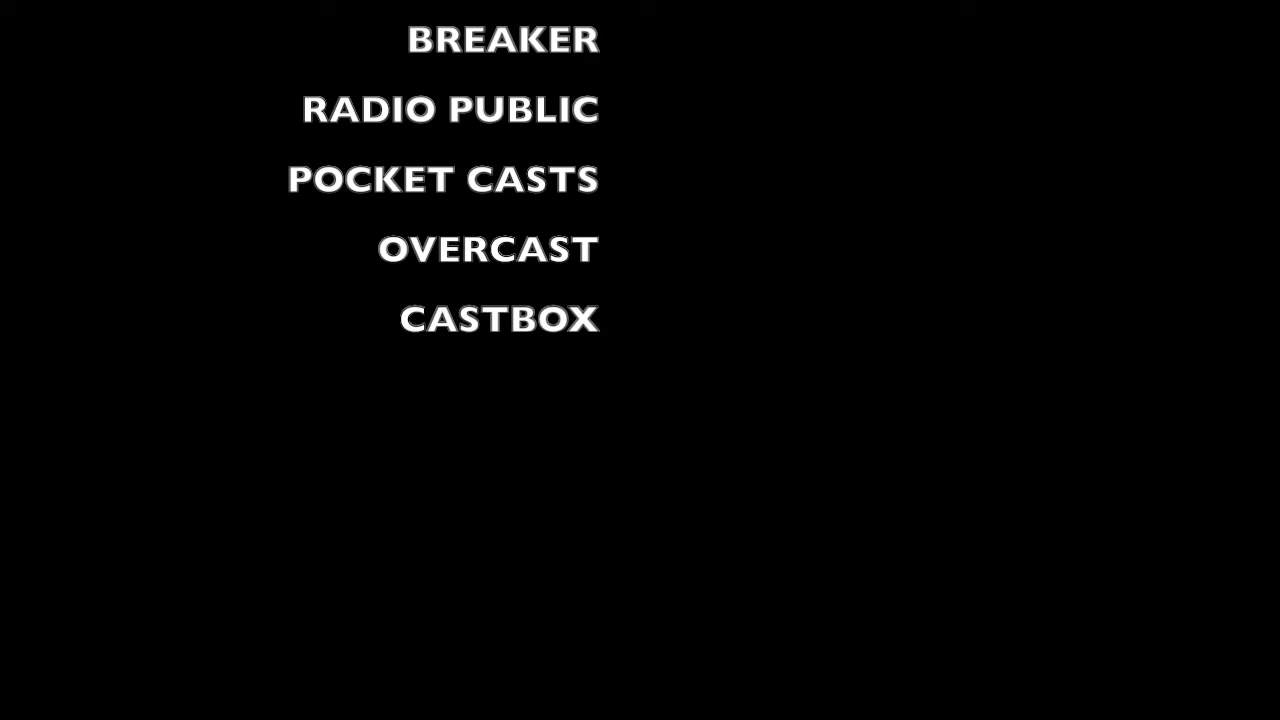 BREAKER
RADIO PUBLIC
POCKET CASTS
OVERCAST
CASTBOX